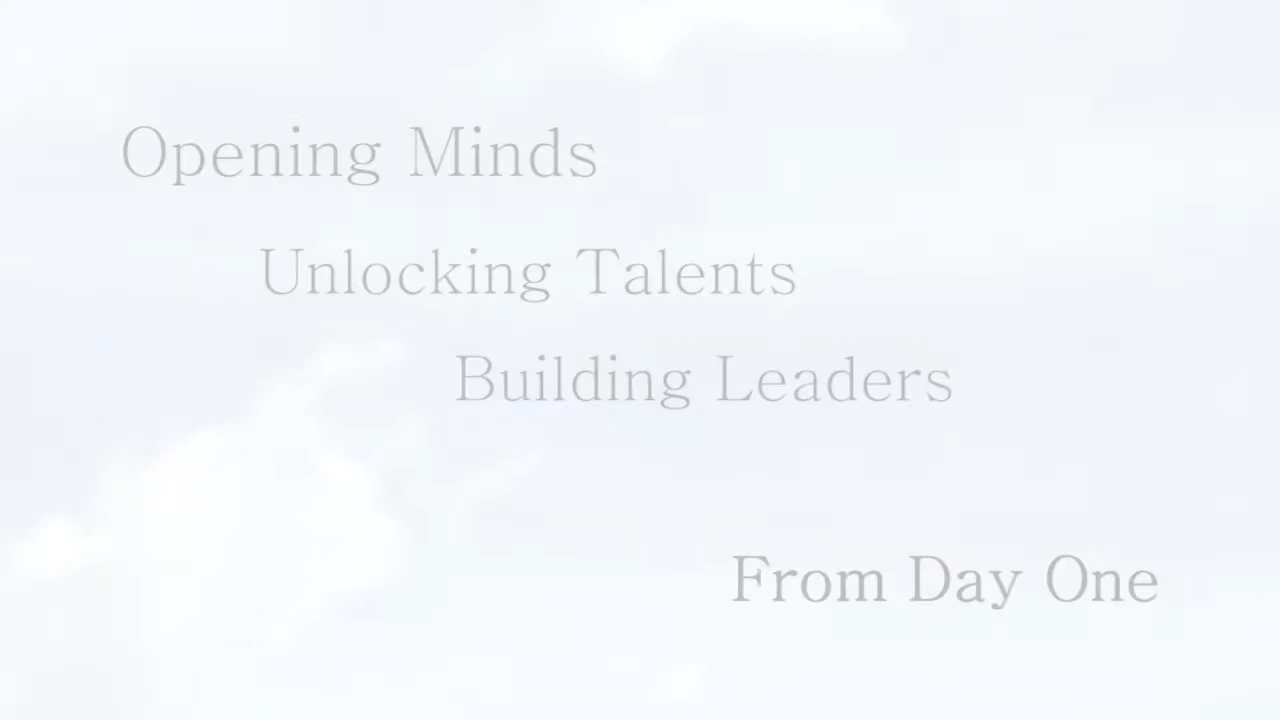 Opening Minds
Unlocking Talents
Building Leaders
From Day One